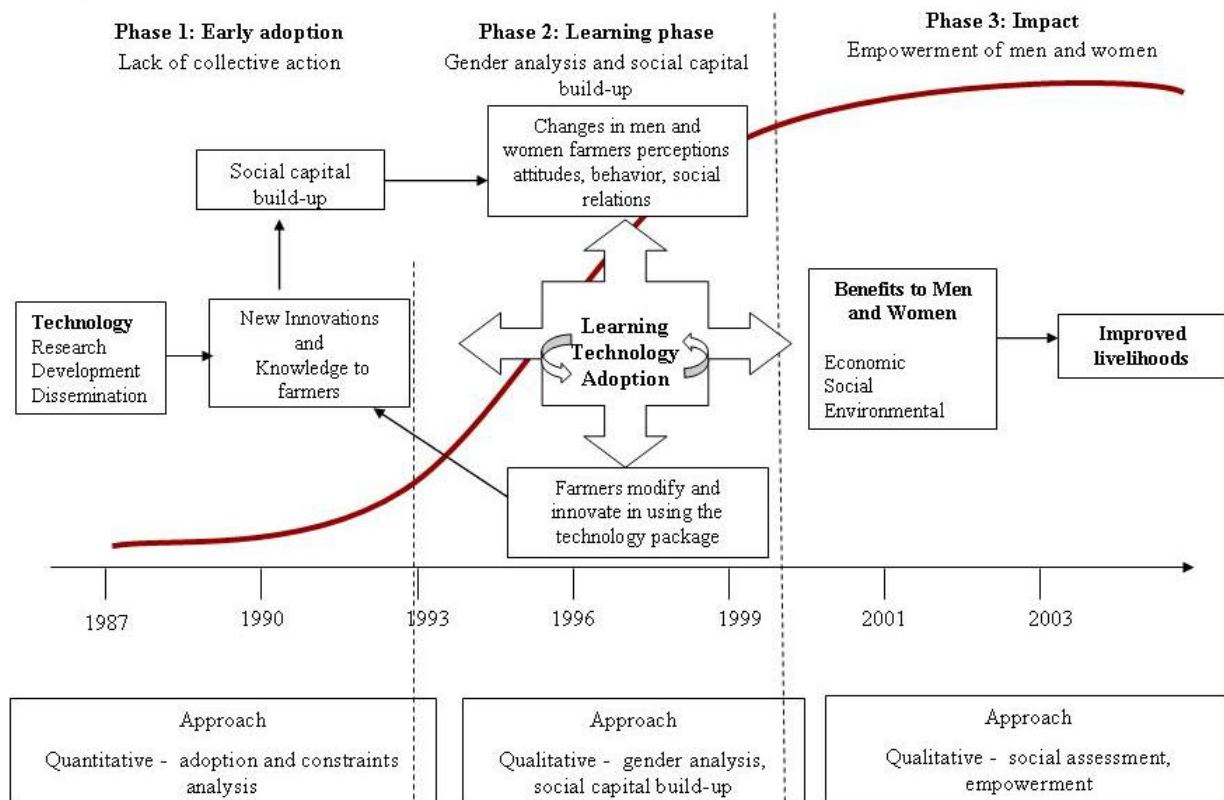 Phase 1: Early adoption
Lack of collective action
Phase 2: Learning phase
Gender analysis and social capital
build-up
Phase 3: Impact
Empowerment of men and women
Social capital
build-up
Changes in men and
women farmers perceptions
attitudes, behavior, social
relations
Technology
Research
Development
Dissemination
New Innovations
and
Knowledge to
farmers
Learning
Technology
Adoption
Benefits to Men
and Women
Economic
Social
Environmental
Improved
livelihoods
Farmers modify and
innovate in using the
technology package
1987
1990
1993
1996
1999
2001
2003
Approach
Quantitative - adoption and constraints
analysis
Approach
Qualitative - gender analysis,
social capital build-up
Approach
Qualitative - social assessment,
empowerment